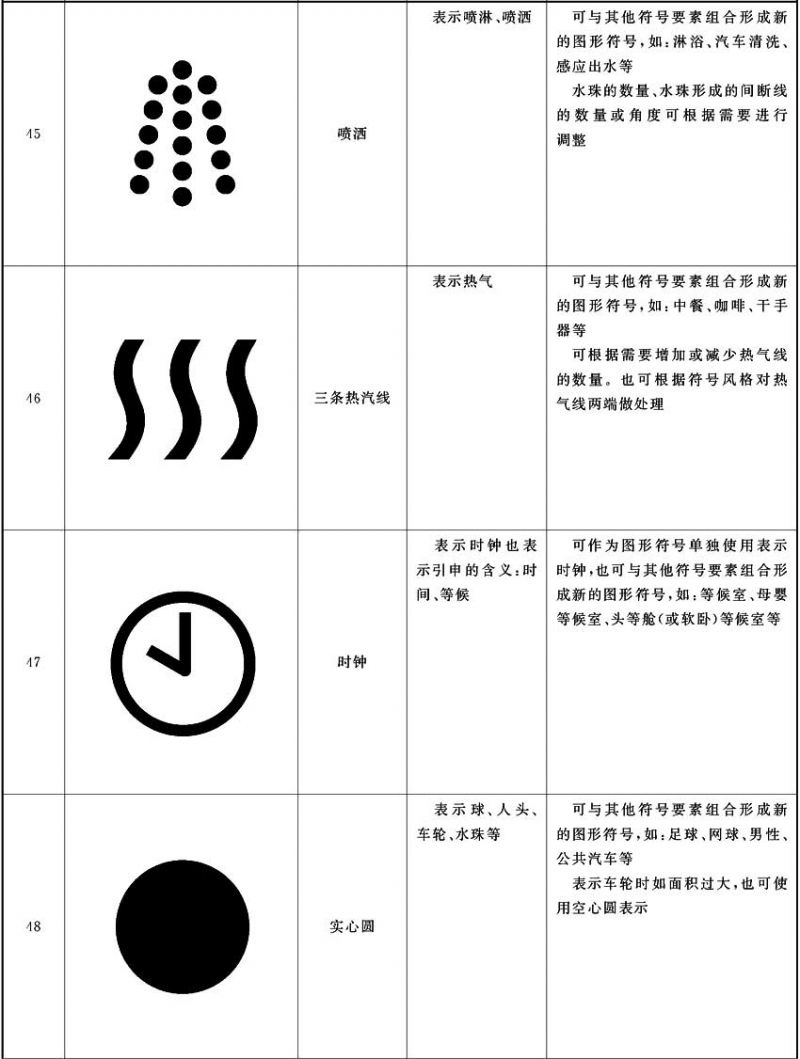 45
喷洒
表示喷淋、喷洒
可与其他符号要素组合形成新
的图形符号,如:淋浴、汽车清洗、
感应出水等
水珠的数量、水珠形成的间断线
的数量或角度可根据需要进行
调整
46
三条热汽线
表示热气
可与其他符号要素组合形成新
的图形符号,如:中餐、咖啡、干手
器等
可根据需要增加或减少热气线
的数量。也可根据符号风格对热
气线两端做处理
47
时钟
表示时钟也表
示引申的含义:时
间、等候
可作为图形符号单独使用表示
时钟,也可与其他符号要素组合形
成新的图形符号,如:等候室、母婴
等候室、头等舱(或软卧)等候室等
48
实心圆
表示球、人头、
车轮、水珠等
可与其他符号要素组合形成新
的图形符号,如:足球、网球、男性、
公共汽车等
表示车轮时如面积过大,也可使
用空心圆表示